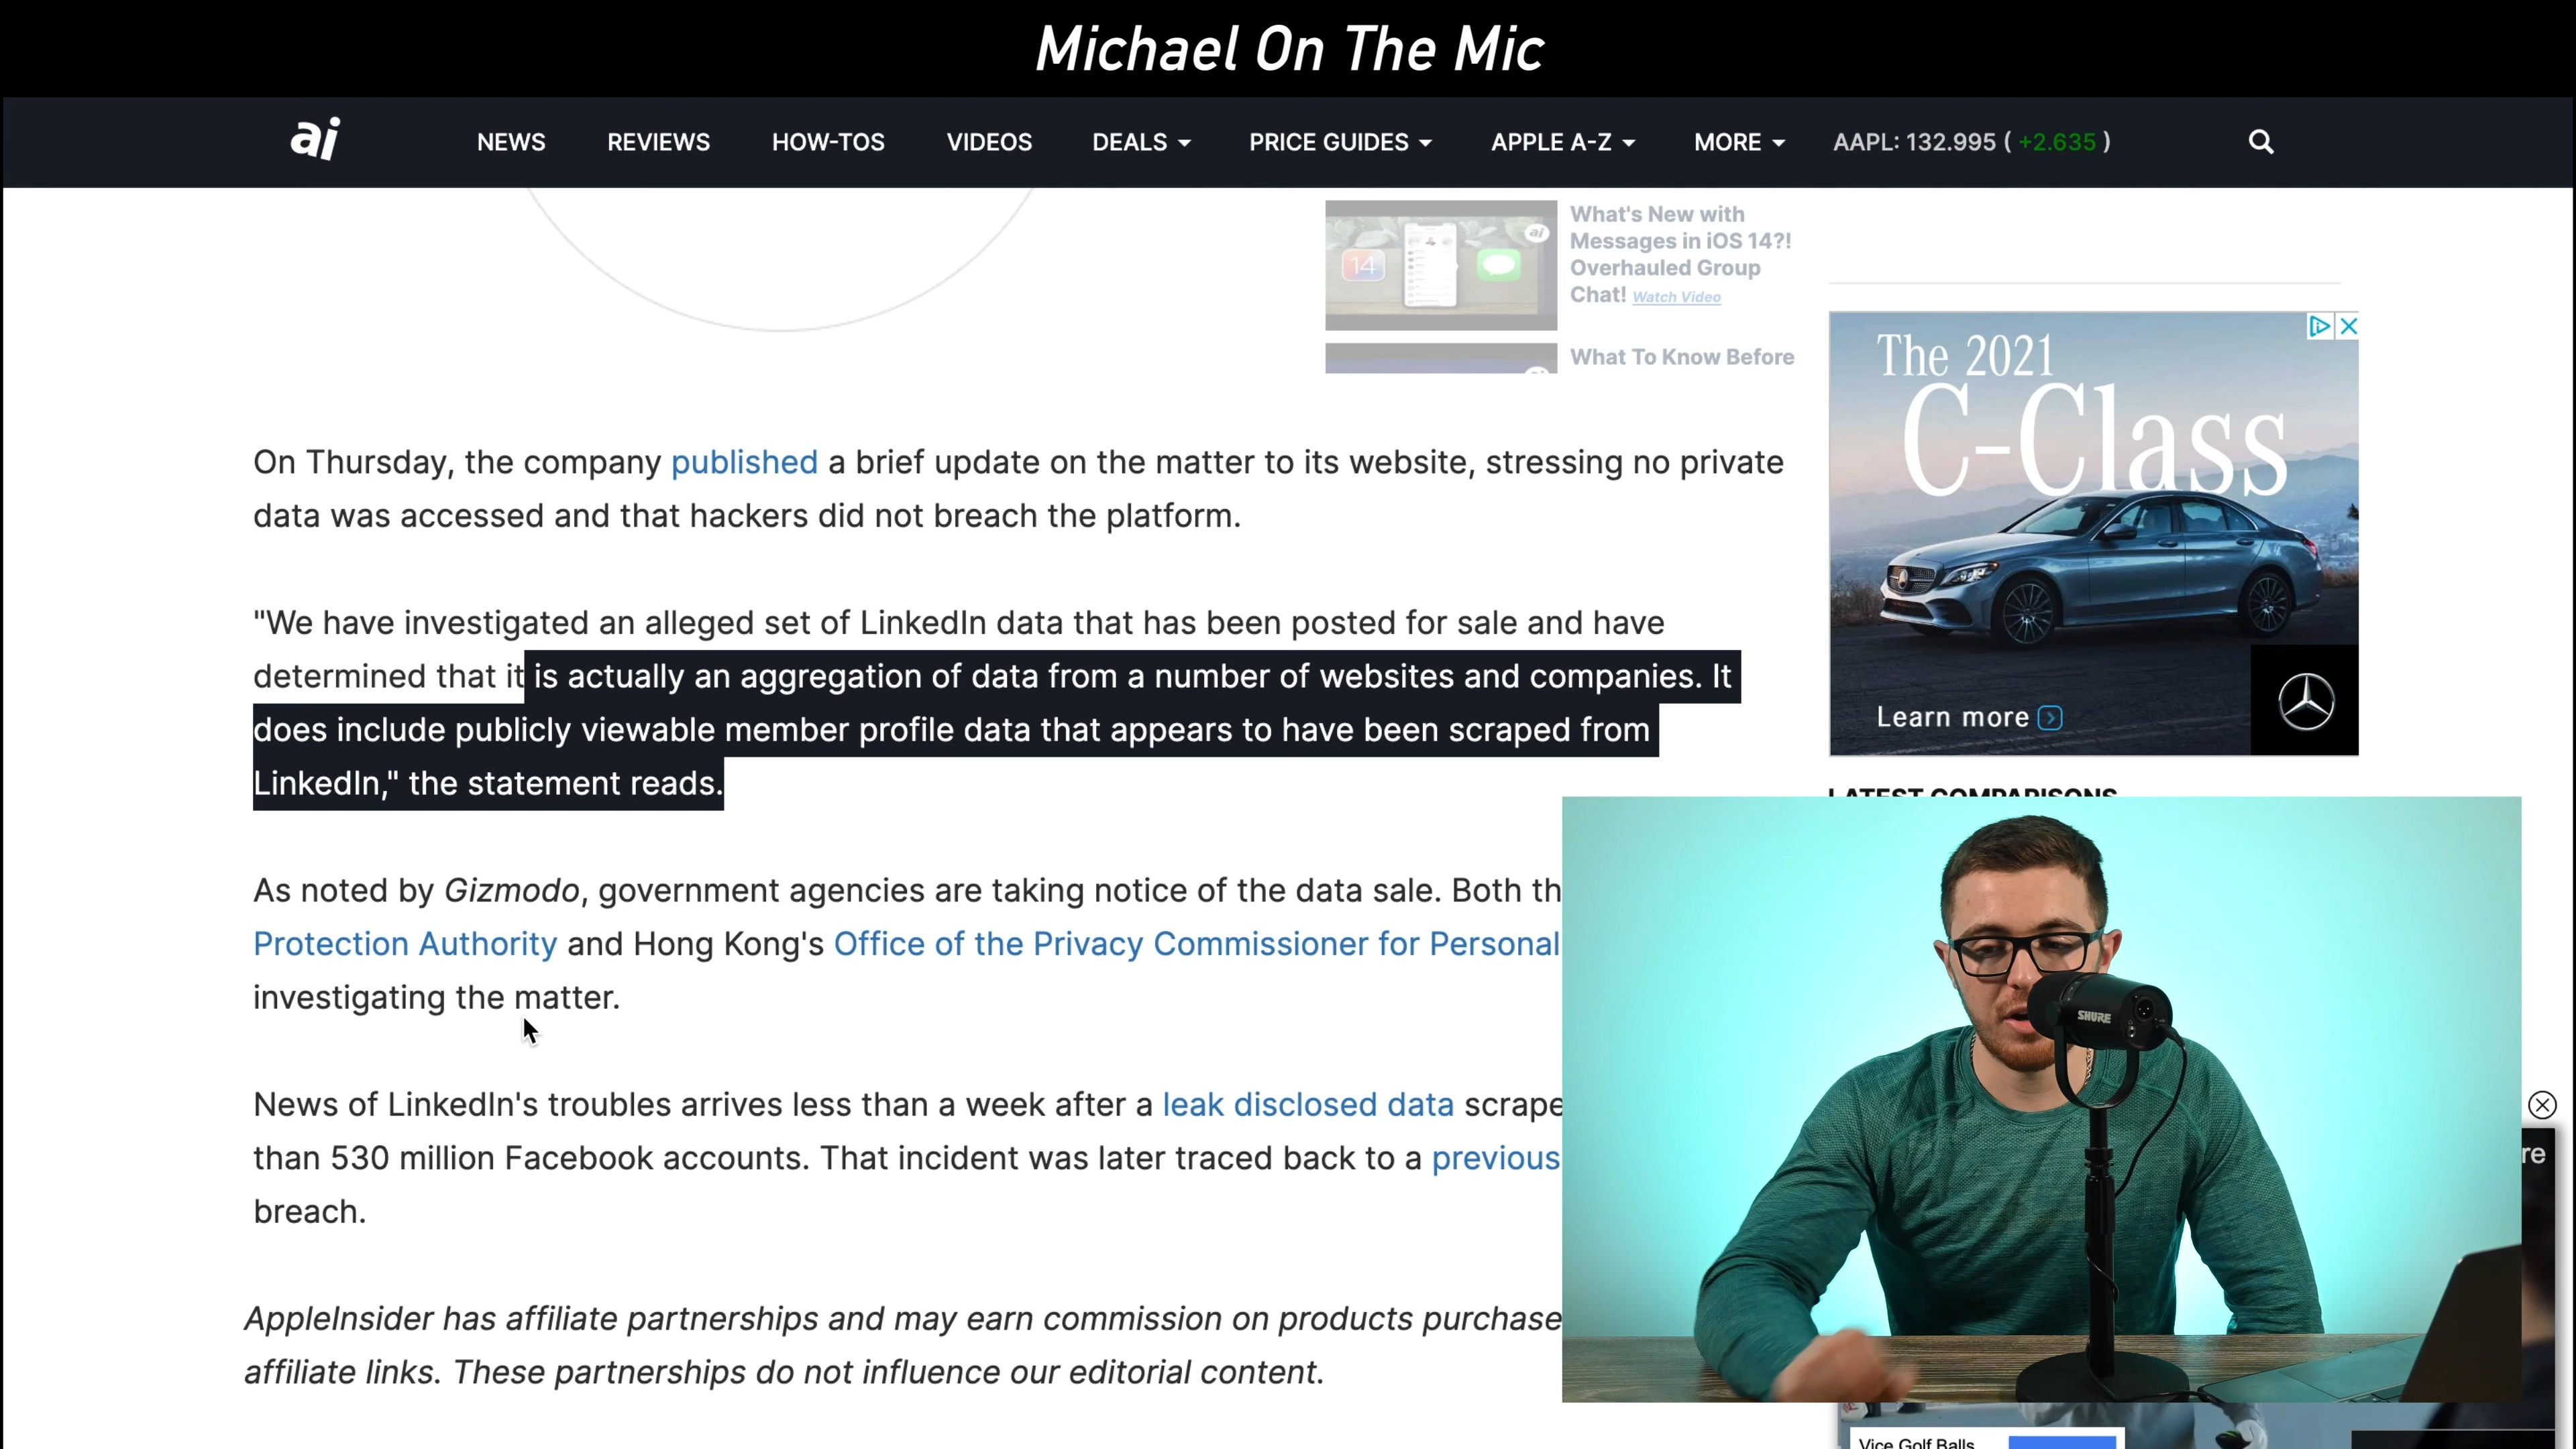 Michael On The Mic
ai NEWS REVIEWS HOW-TOS VIDEOS DEALS PRICE GUIDES APPLE A-Z MORE AAPL: 132.995 ( +2.635 )
What's New with
Messages in iOS 14?!
Overhauled Group
Chat! Watch Video
14
ai
What To Know Before
The 2021
C-Class
Learn more
On Thursday, the company published a brief update on the matter to its website, stressing no private
data was accessed and that hackers did not breach the platform.
"We have investigated an alleged set of LinkedIn data that has been posted for sale and have
determined that it is actually an aggregation of data from a number of websites and companies. It
does include publicly viewable member profile data that appears to have been scraped from
LinkedIn," the statement reads.
LATEST COMPARISONS
As noted by Gizmodo, government agencies are taking notice of the data sale. Both th
Protection Authority and Hong Kong's Office of the Privacy Commissioner for Personal
investigating the matter.
News of LinkedIn's troubles arrives less than a week after a leak disclosed data scrape
than 530 million Facebook accounts. That incident was later traced back to a previous
breach.
AppleInsider has affiliate partnerships and may earn commission on products purchase
affiliate links. These partnerships do not influence our editorial content.
SHURE
re
Vice Golf Balls